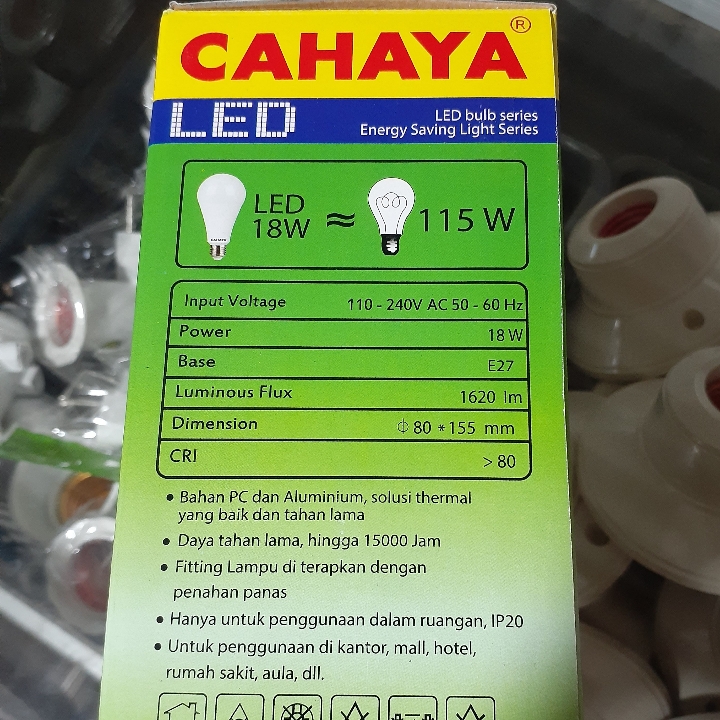 CAHAYA®
LED
LED bulb series
Energy Saving Light Series
LED
18W
≈
115 W
CAHAYA
Input Voltage 110 - 240V AC 50 - 60 Hz
Power 18 W
Base E27
Luminous Flux 1620 lm
Dimension ⌀ 80 * 155 mm
CRI > 80
• Bahan PC dan Aluminium, solusi thermal
yang baik dan tahan lama
• Daya tahan lama, hingga 15000 Jam
• Fitting Lampu di terapkan dengan
penahan panas
• Hanya untuk penggunaan dalam ruangan, IP20
• Untuk penggunaan di kantor, mall, hotel,
rumah sakit, aula, dll.